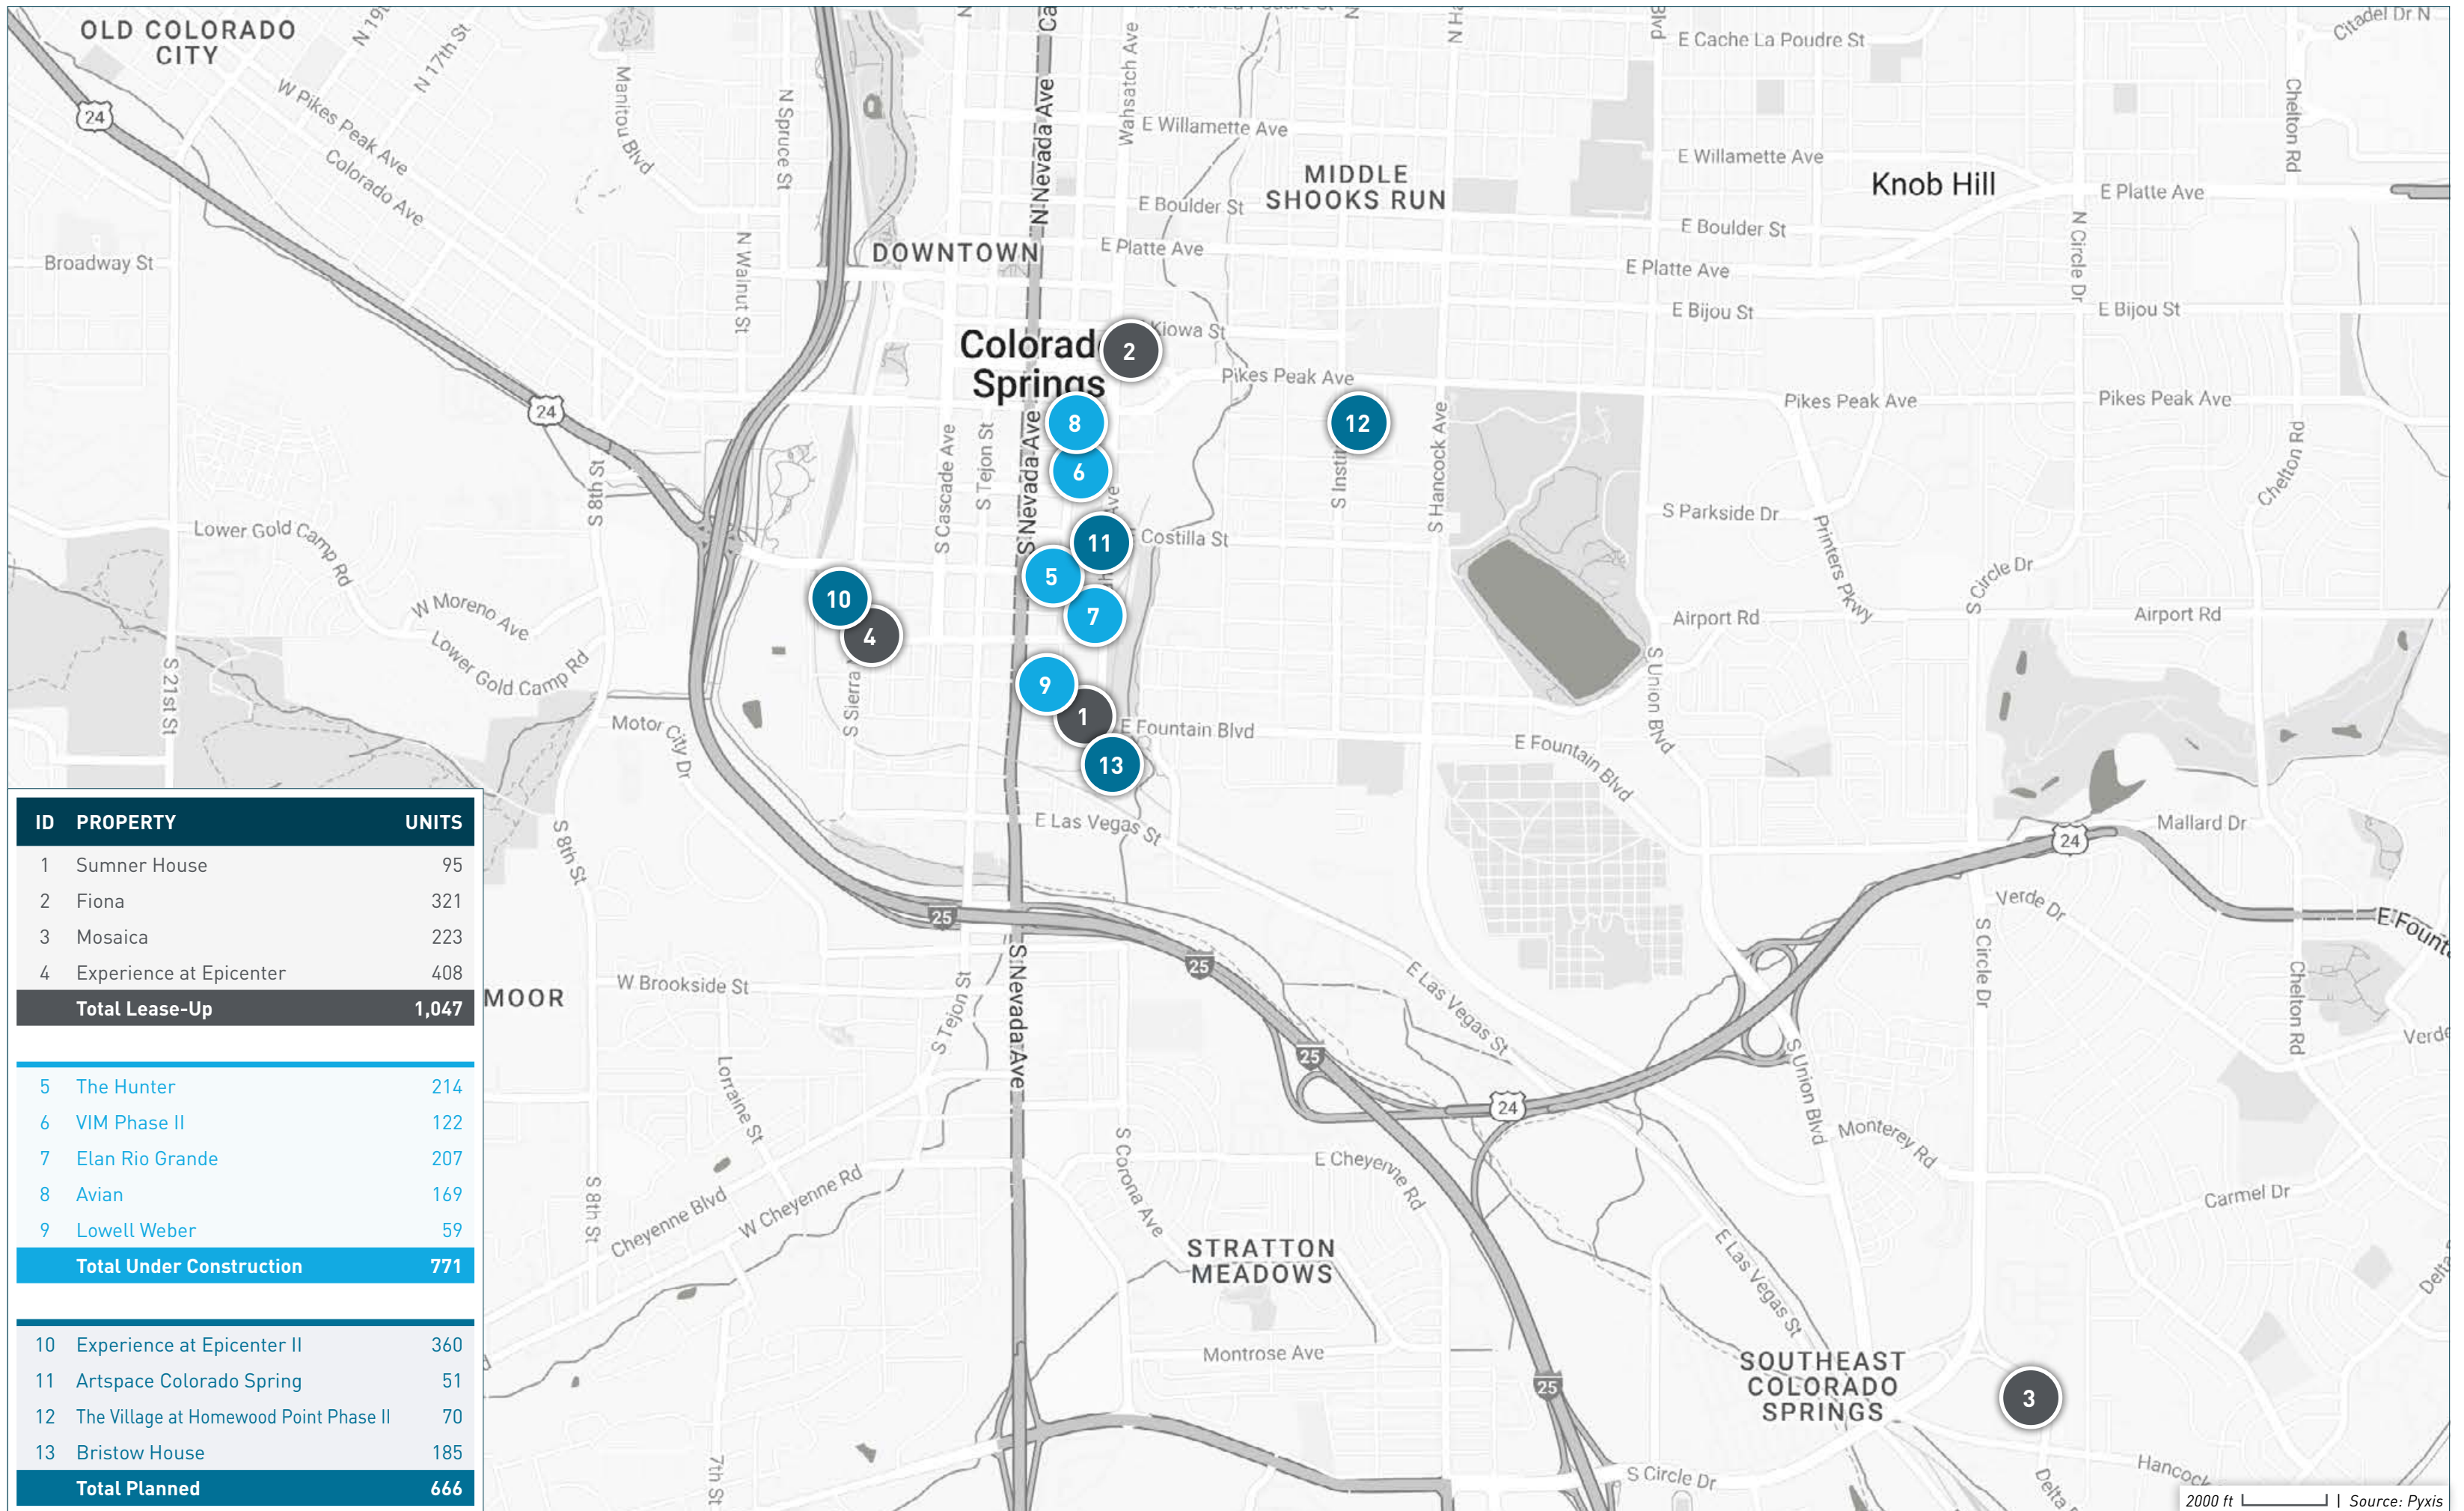 OLD COLORADO
CITY
N 17th St
W Pikes Peak Ave
Colorado Ave
24
Manitou Blvd
N Spruce St
N Walnut St
Broadway St
N Nevada Ave
Wahsatch Ave
E Willamette Ave
E Boulder St
E Platte Ave
DOWNTOWN
MIDDLE
SHOOKS RUN
E Cache La Poudre St
Citadel Dr N
E Willamette Ave
Knob Hill
E Platte Ave
E Boulder St
E Platte Ave
N Circle Dr
Chelton Rd
E Bijou St
E Bijou St
Kiowa St
Colorad
Springs
2
Pikes Peak Ave
Pikes Peak Ave
Pikes Peak Ave
24
8
12
6
S 8th St
S Cascade Ave
S Tejon St
S Nevada Ave
S Hancock Ave
Chelton Rd
S Parkside Dr
Printers Pkwy
Lower Gold Camp Rd
11
Costilla St
5
10
7
4
S Circle Dr
Airport Rd
Airport Rd
W Moreno Ave
Lower Gold Camp Rd
S 21st St
S Sierra
9
1
E Fountain Blvd
13
Motor City Dr
S Union Blvd
E Fountain Blvd
E Las Vegas St
Mallard Dr
24
S 8th St
Verde Dr
25
E Fount
S Circle Dr
Chelton Rd
25
E Las Vegas St
MOOR
W Brookside St
S Tejon St
S Nevada Ave
25
Verde
S Union Blvd
24
Lorraine St
Monterey Rd
S Corona Ave
E Cheyenne Rd
S 8th St
Cheyenne Blvd
W Cheyenne Rd
Carmel Dr
STRATTON
MEADOWS
E Las Vegas St
Delta
Montrose Ave
25
SOUTHEAST
COLORADO
SPRINGS
3
7th St
S Circle Dr
Hancock
Delta
2000 ft | Source: Pyxis
ID PROPERTY UNITS
1 Sumner House 95
2 Fiona 321
3 Mosaica 223
4 Experience at Epicenter 408
Total Lease-Up 1,047
5 The Hunter 214
6 VIM Phase II 122
7 Elan Rio Grande 207
8 Avian 169
9 Lowell Weber 59
Total Under Construction 771
10 Experience at Epicenter II 360
11 Artspace Colorado Spring 51
12 The Village at Homewood Point Phase II 70
13 Bristow House 185
Total Planned 666